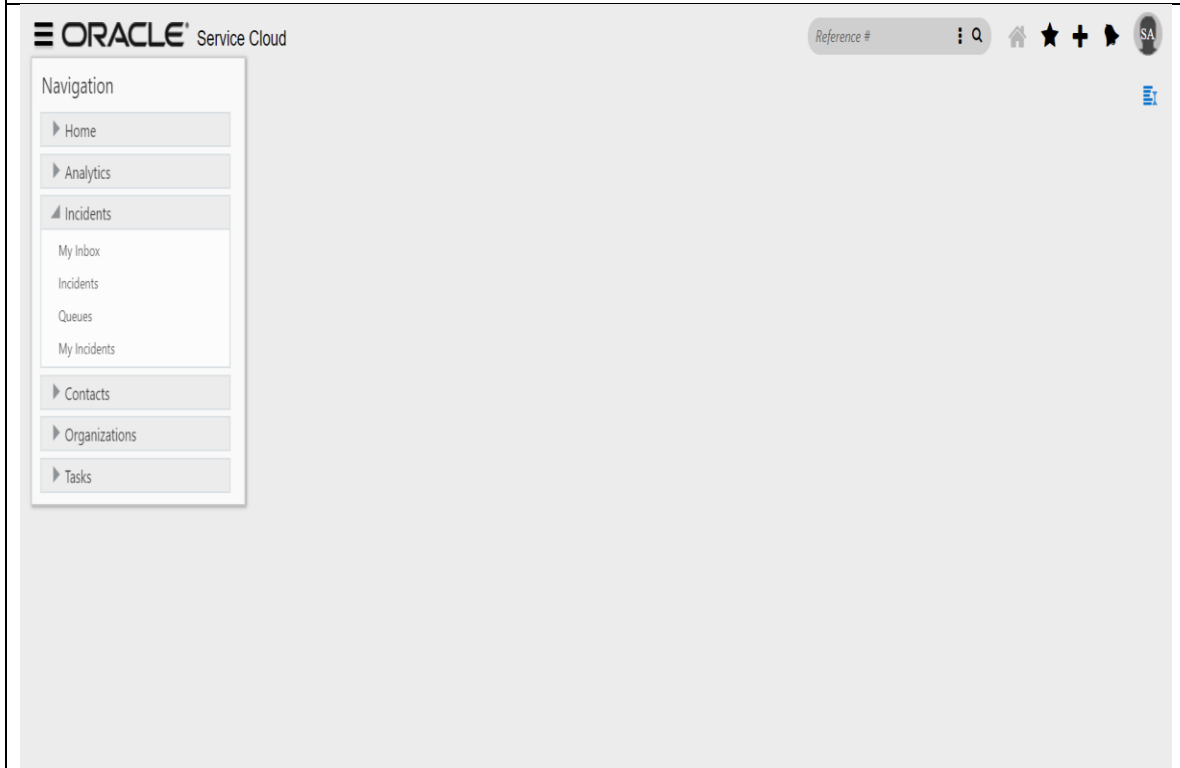 ORACLE® Service Cloud
Reference #
SA
Navigation
Home
Analytics
Incidents
My Inbox
Incidents
Queues
My Incidents
Contacts
Organizations
Tasks